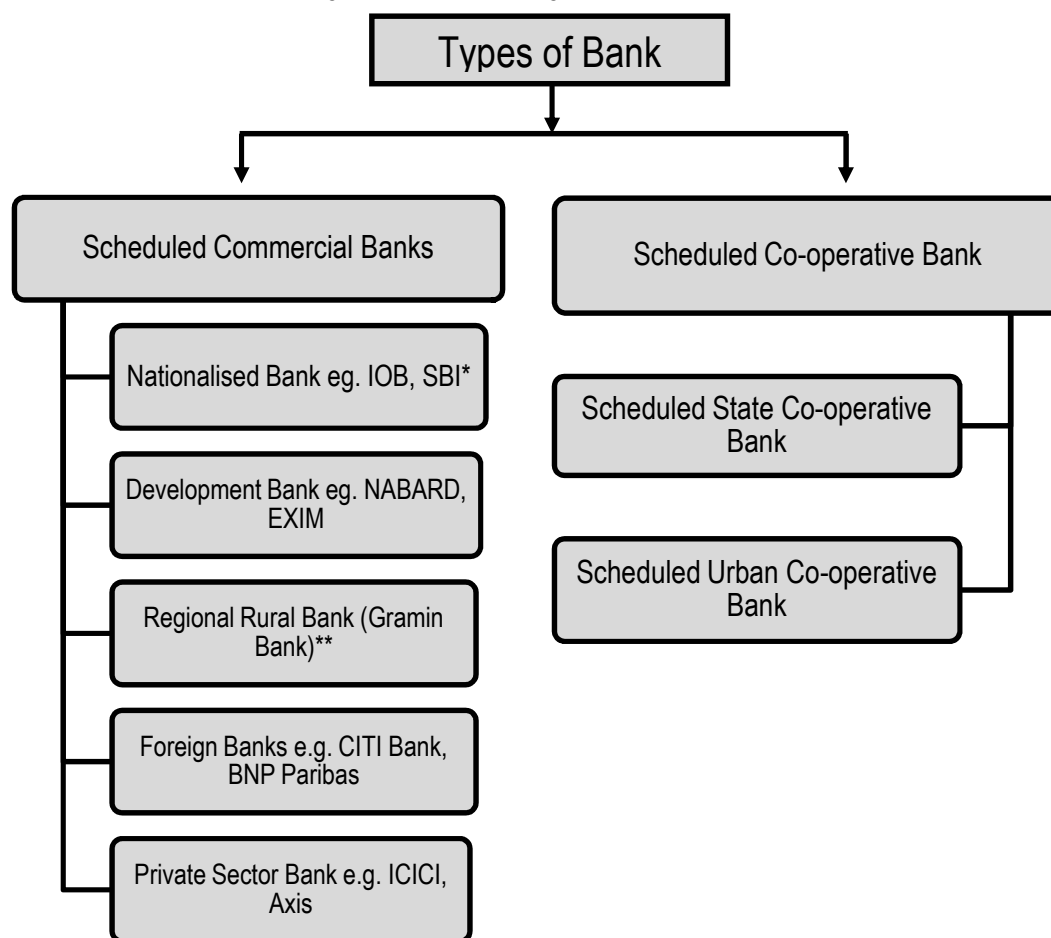 Types of Bank
Scheduled Commercial Banks
Nationalised Bank eg. IOB, SBI*
Development Bank eg. NABARD,
EXIM
Regional Rural Bank (Gramin
Bank)**
Foreign Banks e.g. CITI Bank,
BNP Paribas
Private Sector Bank e.g. ICICI,
Axis
Scheduled Co-operative Bank
Scheduled State Co-operative
Bank
Scheduled Urban Co-operative
Bank